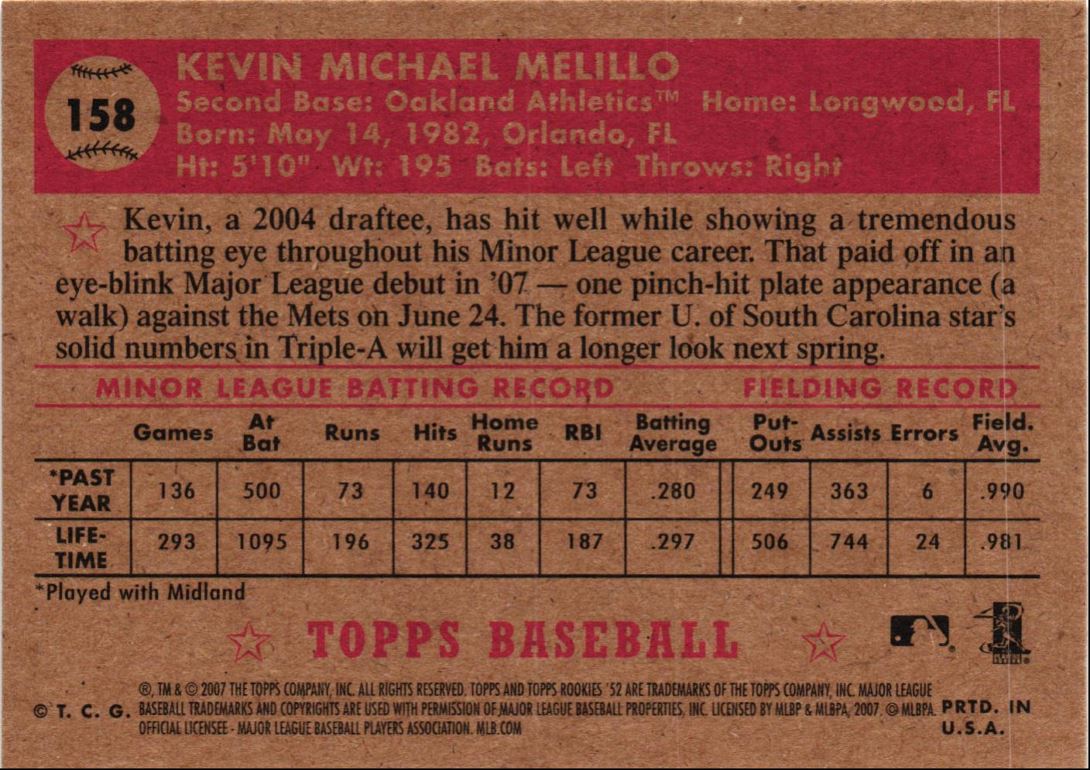 158
KEVIN MICHAEL MELILLO
Second Base: Oakland Athletics™ Home: Longwood, FL
Born: May 14, 1982, Orlando, FL
Ht: 5'10" Wt: 195 Bats: Left Throws: Right
Kevin, a 2004 draftee, has hit well while showing a tremendous
batting eye throughout his Minor League career. That paid off in an
eye-blink Major League debut in '07 — one pinch-hit plate appearance (a
walk) against the Mets on June 24. The former U. of South Carolina star's
solid numbers in Triple-A will get him a longer look next spring.
MINOR LEAGUE BATTING RECORD FIELDING RECORD
Games At Bat Runs Hits Home Runs RBI Batting Average Put-Outs Assists Errors Field. Avg.
*PAST YEAR 136 500 73 140 12 73 .280 249 363 6 .990
LIFE-TIME 293 1095 196 325 38 187 .297 506 744 24 .981
*Played with Midland
TOPPS BASEBALL
®, TM & © 2007 THE TOPPS COMPANY, INC. ALL RIGHTS RESERVED. TOPPS AND TOPPS ROOKIES '52 ARE TRADEMARKS OF THE TOPPS COMPANY, INC. MAJOR LEAGUE
© T. C. G. BASEBALL TRADEMARKS AND COPYRIGHTS ARE USED WITH PERMISSION OF MAJOR LEAGUE BASEBALL PROPERTIES, INC. LICENSED BY MLBP & MLBPA, 2007. © MLBPA. PRTD. IN
OFFICIAL LICENSEE - MAJOR LEAGUE BASEBALL PLAYERS ASSOCIATION. MLB.COM U.S.A.